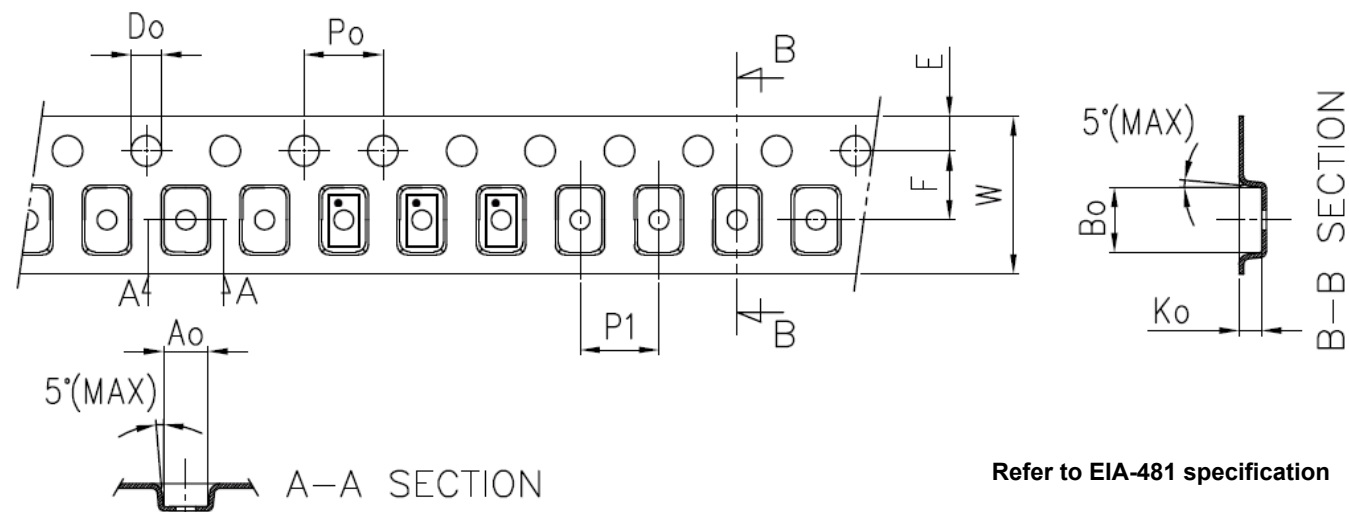 Do
Po
B
E
5°(MAX)
F
W
Bo
A
A
P1
B
Ko
B-B SECTION
Ao
5°(MAX)
A-A SECTION
Refer to EIA-481 specification